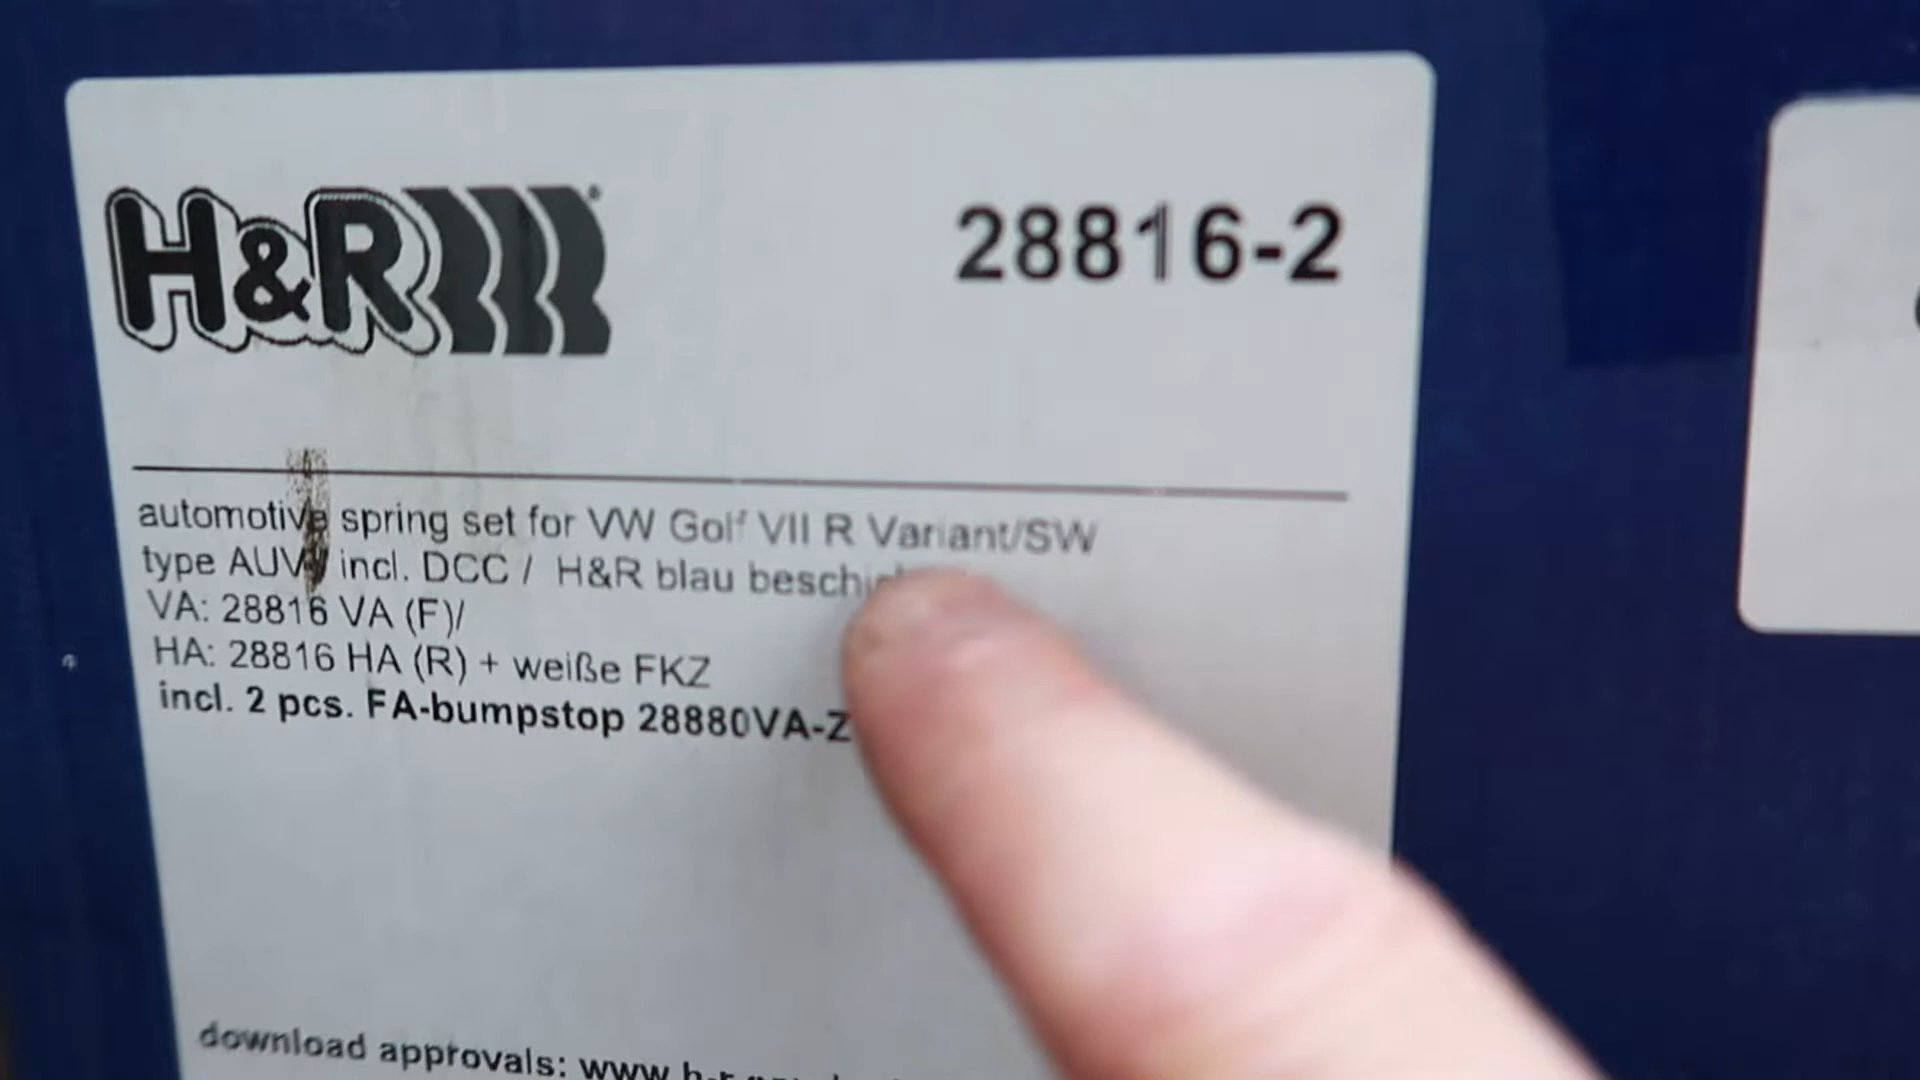 H&R
28816-2
automotive spring set for VW Golf VII R Variant/SW
type AUV, incl. DCC / H&R blau
VA: 28816 VA (F)/
HA: 28816 HA (R) + weiße FKZ
incl. 2 pcs. FA-bumpstop 28880VA-Z
download approvals: